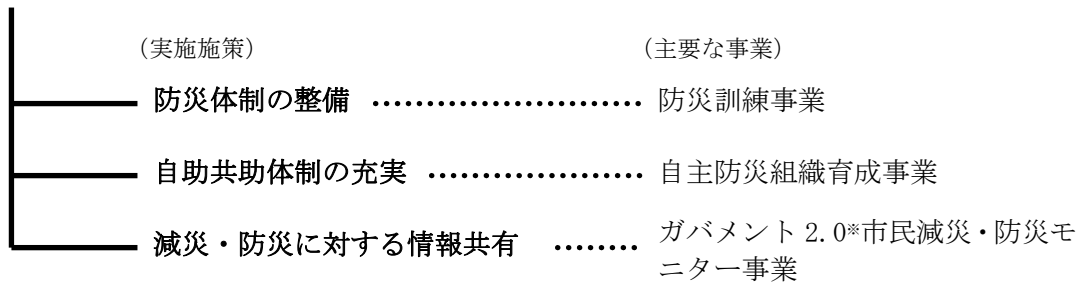 （実施施策） （主要な事業）
防災体制の整備 ……………………… 防災訓練事業
自助共助体制の充実 ………………… 自主防災組織育成事業
減災・防災に対する情報共有 …….. ガバメント 2.0※市民減災・防災モ
ニター事業